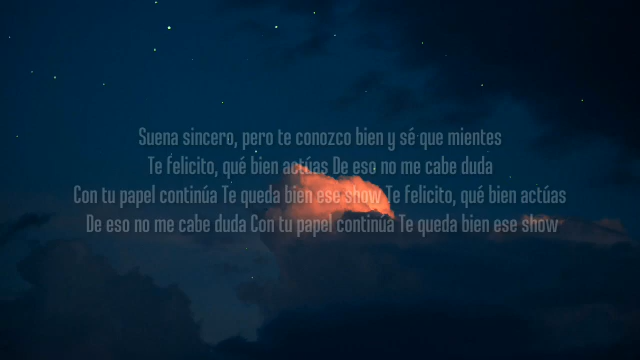 Suena sincero, pero te conozco bien y sé que mientes
Te felicito, qué bien actúas De eso no me cabe duda
Con tu papel continúa Te queda bien ese show Te felicito, qué bien actúas
De eso no me cabe duda Con tu papel continúa Te queda bien ese show